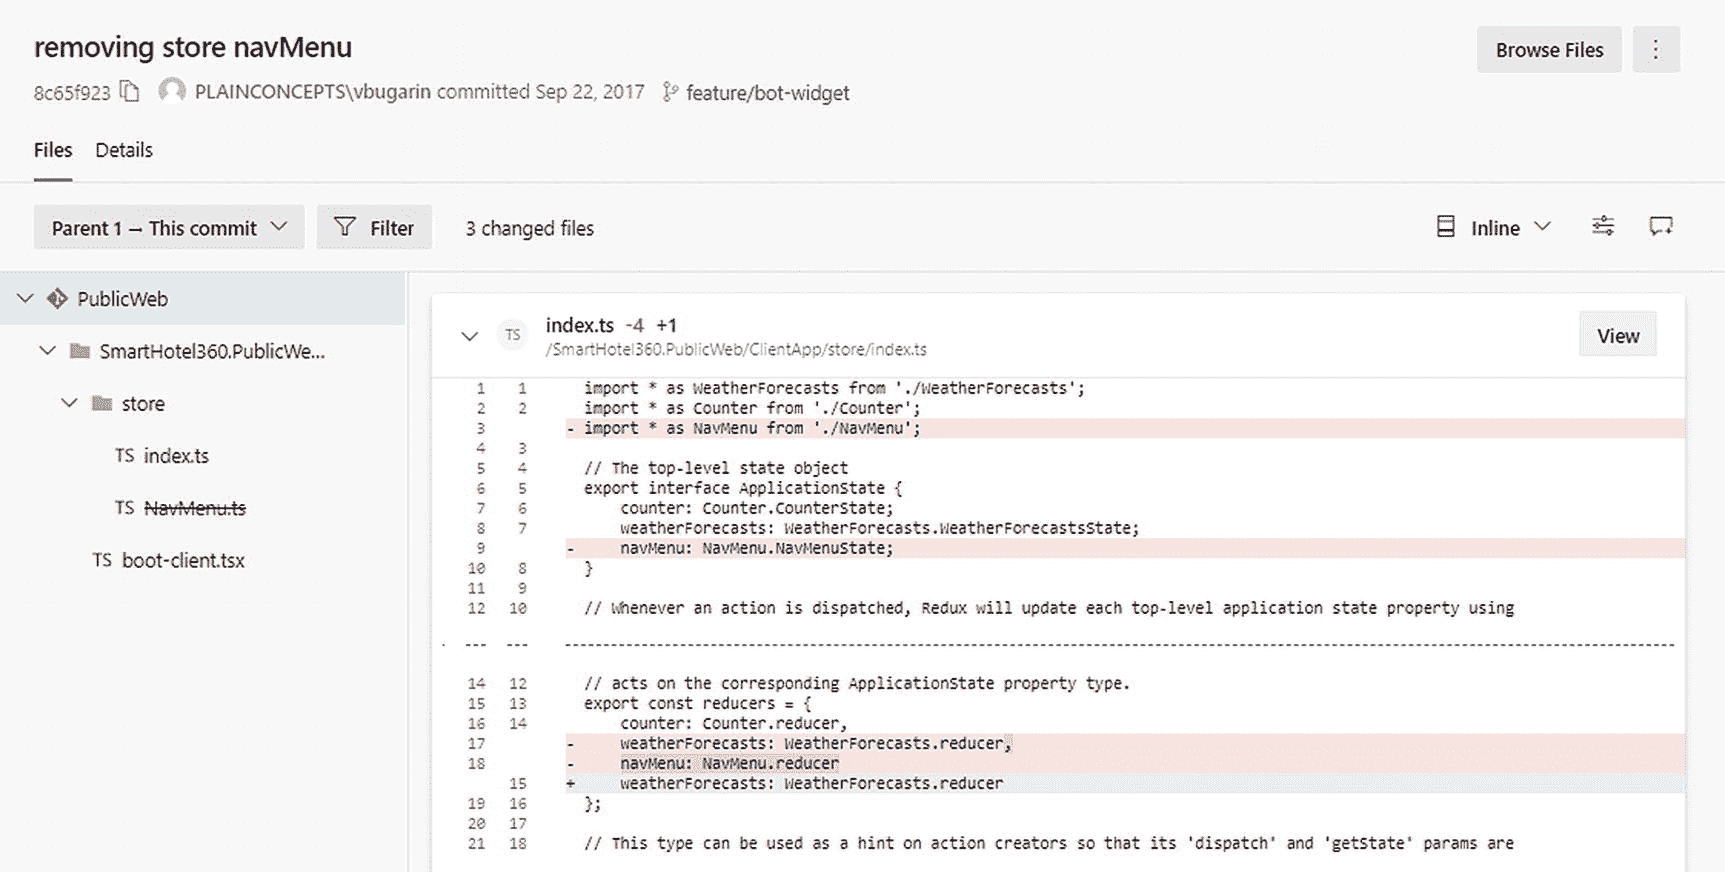 removing store navMenu
Browse Files
8c65f923 PLAINCONCEPTS\vbugarin committed Sep 22, 2017 feature/bot-widget
Files Details
Parent 1 → This commit Filter 3 changed files Inline
PublicWeb
SmartHotel360.PublicWe...
store
TS index.ts
TS NavMenu.ts
TS boot-client.tsx
TS index.ts -4 +1
/SmartHotel360.PublicWeb/ClientApp/store/index.ts
View
1 1 import * as WeatherForecasts from './WeatherForecasts';
2 2 import * as Counter from './Counter';
3 - import * as NavMenu from './NavMenu';
4 3
5 4 // The top-level state object
6 5 export interface ApplicationState {
7 6 counter: Counter.CounterState;
8 7 weatherForecasts: WeatherForecasts.WeatherForecastsState;
9 - navMenu: NavMenu.NavMenuState;
10 8 }
11 9
12 10 // Whenever an action is dispatched, Redux will update each top-level application state property using
14 12 // acts on the corresponding ApplicationState property type.
15 13 export const reducers = {
16 14 counter: Counter.reducer,
17 - weatherForecasts: WeatherForecasts.reducer,
18 - navMenu: NavMenu.reducer
15 + weatherForecasts: WeatherForecasts.reducer
19 16 };
20 17
21 18 // This type can be used as a hint on action creators so that its 'dispatch' and 'getState' params are